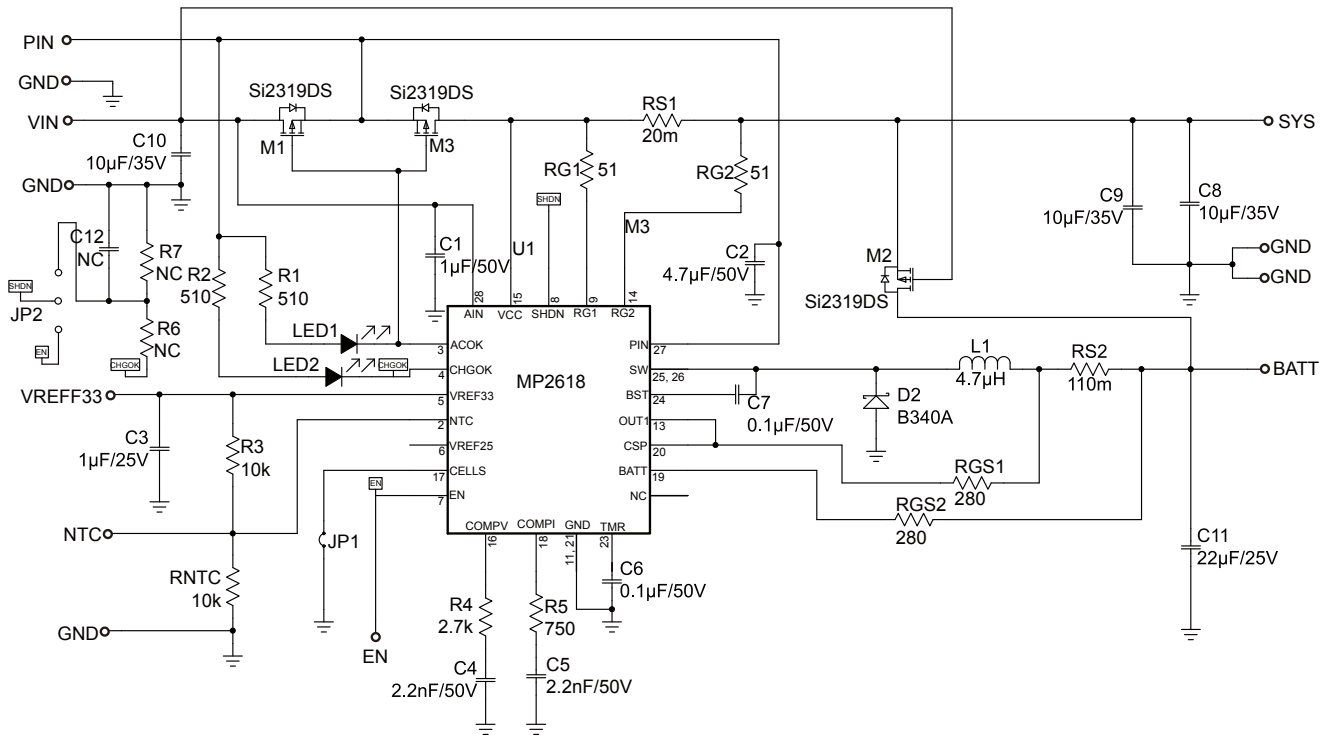 PIN
GND
VIN
C10
10µF/35V
GND
C12
NC
R7
NC
R2
510
R1
510
SHDN
JP2
EN
R6
NC
CHGOK
Si2319DS
M1
Si2319DS
M3
RS1
20m
RG1
51
RG2
51
SHDN
M3
SYS
C9
10µF/35V
C8
10µF/35V
GND
GND
C1
1µF/50V
U1
C2
4.7µF/50V
M2
Si2319DS
28
15
8
9
14
AIN
VCC
SHDN
RG1
RG2
LED1
LED2
CHGOK
3
ACOK
4
CHGOK
5
VREF33
2
NTC
6
VREF25
17
CELLS
7
EN
MP2618
PIN
27
SW
25, 26
BST
24
OUT1
13
CSP
20
BATT
19
NC
COMPV
COMPI
GND
TMR
16
18
11, 21
23
VREFF33
C3
1µF/25V
R3
10k
NTC
RNTC
10k
GND
JP1
EN
EN
R4
2.7k
C4
2.2nF/50V
R5
750
C5
2.2nF/50V
C6
0.1µF/50V
C7
0.1µF/50V
D2
B340A
L1
4.7µH
RS2
110m
BATT
RGS1
280
RGS2
280
C11
22µF/25V